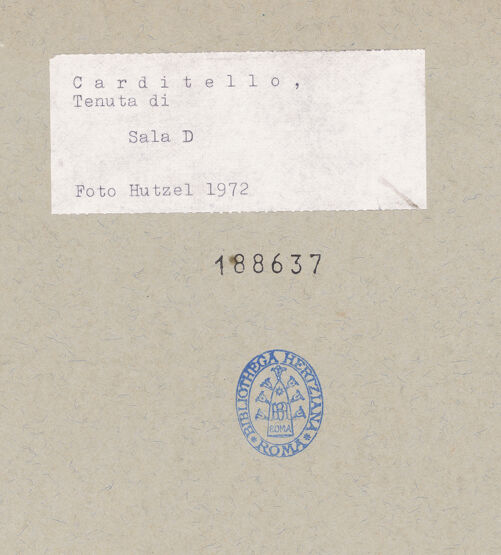 Carditello,
Tenuta di
Sala D
Foto Hutzel 1972
188637
BIBLIOTHECA HERTZIANA
ROMA
ROMA